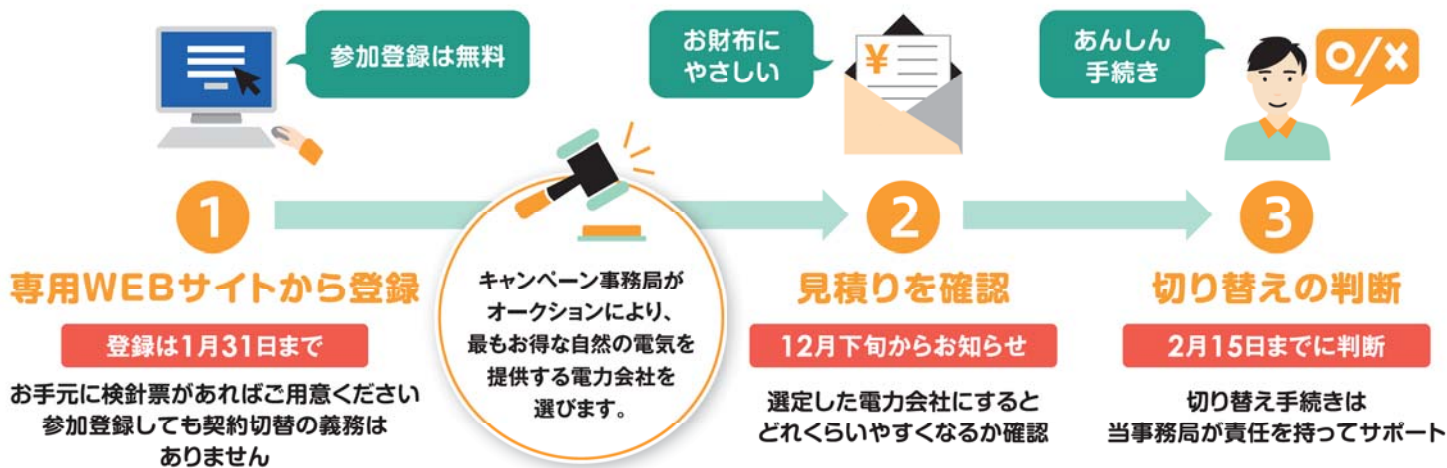 参加登録は無料
1
専用WEBサイトから登録
登録は1月31日まで
お手元に検針票があればご用意ください
参加登録しても契約切替の義務は
ありません
キャンペーン事務局が
オークションにより、
最もお得な自然の電気を
提供する電力会社を
選びます。
お財布に
やさしい
¥
2
見積りを確認
12月下旬からお知らせ
選定した電力会社にすると
どれくらいやすくなるか確認
あんしん
手続き
O/X
3
切り替えの判断
2月15日までに判断
切り替え手続きは
当事務局が責任を持ってサポート